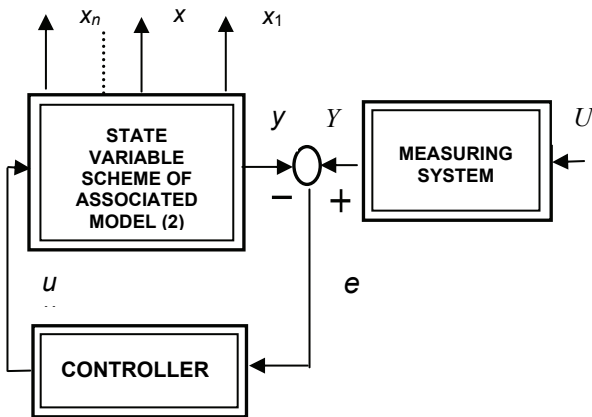 xn x x1
STATE
VARIABLE
SCHEME OF
ASSOCIATED
MODEL (2)
y Y U
MEASURING
SYSTEM
− +
u e
CONTROLLER